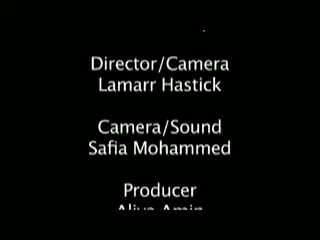 Director/Camera
Lamarr Hastick
Camera/Sound
Safia Mohammed
Producer